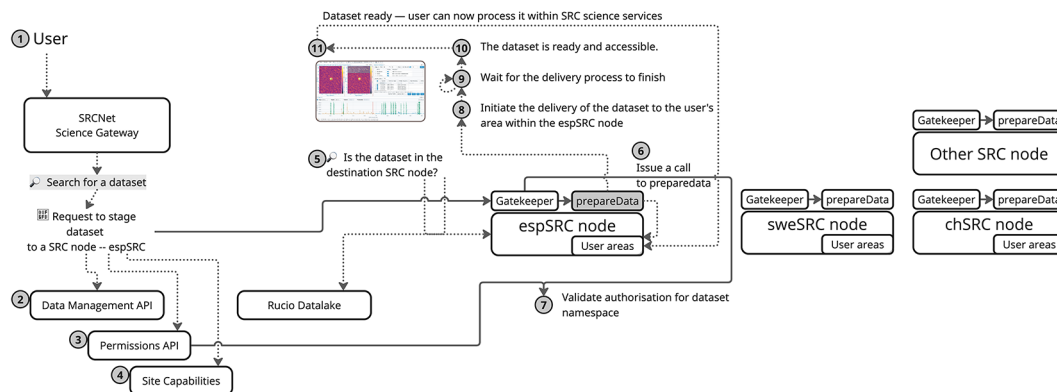 Dataset ready — user can now process it within SRC science services
1 User
11
10 The dataset is ready and accessible.
9 Wait for the delivery process to finish
8 Initiate the delivery of the dataset to the user's
area within the espSRC node
SRCNet
Science Gateway
Search for a dataset
Request to stage
dataset
to a SRC node -- espSRC
5 Is the dataset in the
destination SRC node?
6
Issue a call
to preparedata
Gatekeeper prepareData
espSRC node
User areas
Gatekeeper prepareData
sweSRC node
User areas
Gatekeeper prepareData
Other SRC node
Gatekeeper prepareData
chSRC node
User areas
2 Data Management API
Rucio Datalake
7 Validate authorisation for dataset
namespace
3 Permissions API
4 Site Capabilities